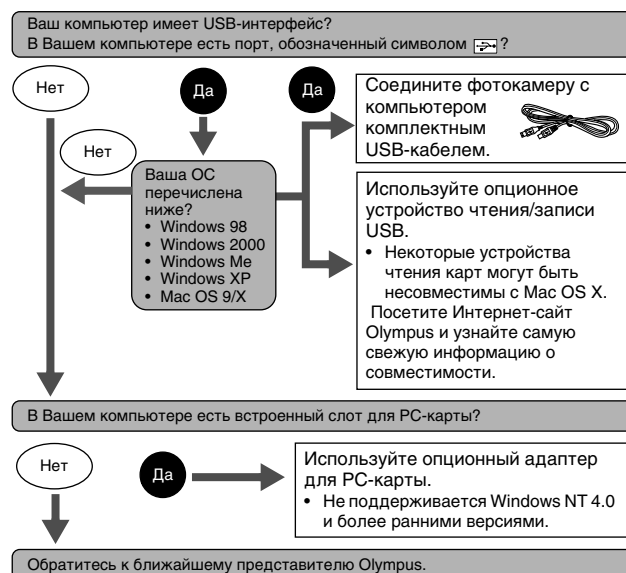 Ваш компьютер имеет USB-интерфейс?
В Вашем компьютере есть порт, обозначенный символом ?
Нет
Да
Да
Соедините фотокамеру с
компьютером
комплектным
USB-кабелем.
Нет
Ваша ОС
перечислена
ниже?
• Windows 98
• Windows 2000
• Windows Me
• Windows XP
• Mac OS 9/X
Используйте опционное
устройство чтения/записи
USB.
• Некоторые устройства
чтения карт могут быть
несовместимы с Mac OS X.
Посетите Интернет-сайт
Olympus и узнайте самую
свежую информацию о
совместимости.
В Вашем компьютере есть встроенный слот для PC-карты?
Нет
Да
Используйте опционный адаптер
для PC-карты.
• Не поддерживается Windows NT 4.0
и более ранними версиями.
Обратитесь к ближайшему представителю Olympus.